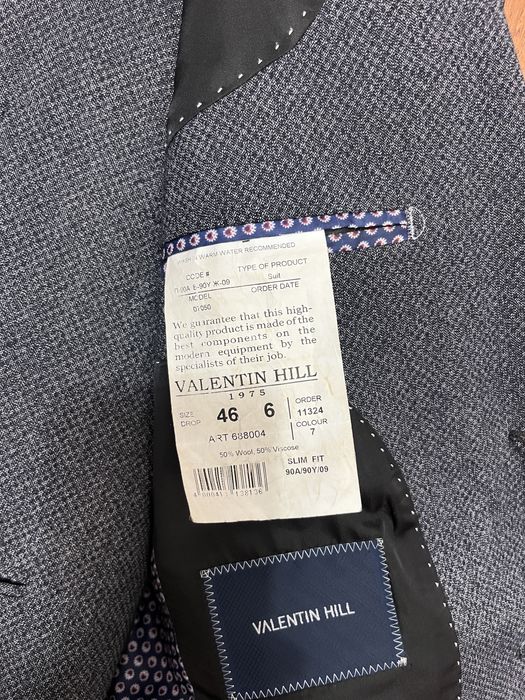 WARM WATER RECOMMENDED
CODE # TYPE OF PRODUCT
Е-90У Ж-09 Suit
MODEL ORDER DATE
07050
We guarantee that this high-
quality product is made of the
best components on the
modern equipment by the
specialists of their job.
VALENTIN HILL
1975
SIZE DROP 46 6 ORDER 11324
ART 688004 COLOUR 7
50% Wool, 50% Viscose
SLIM FIT
90A/90Y/09
VALENTIN HILL